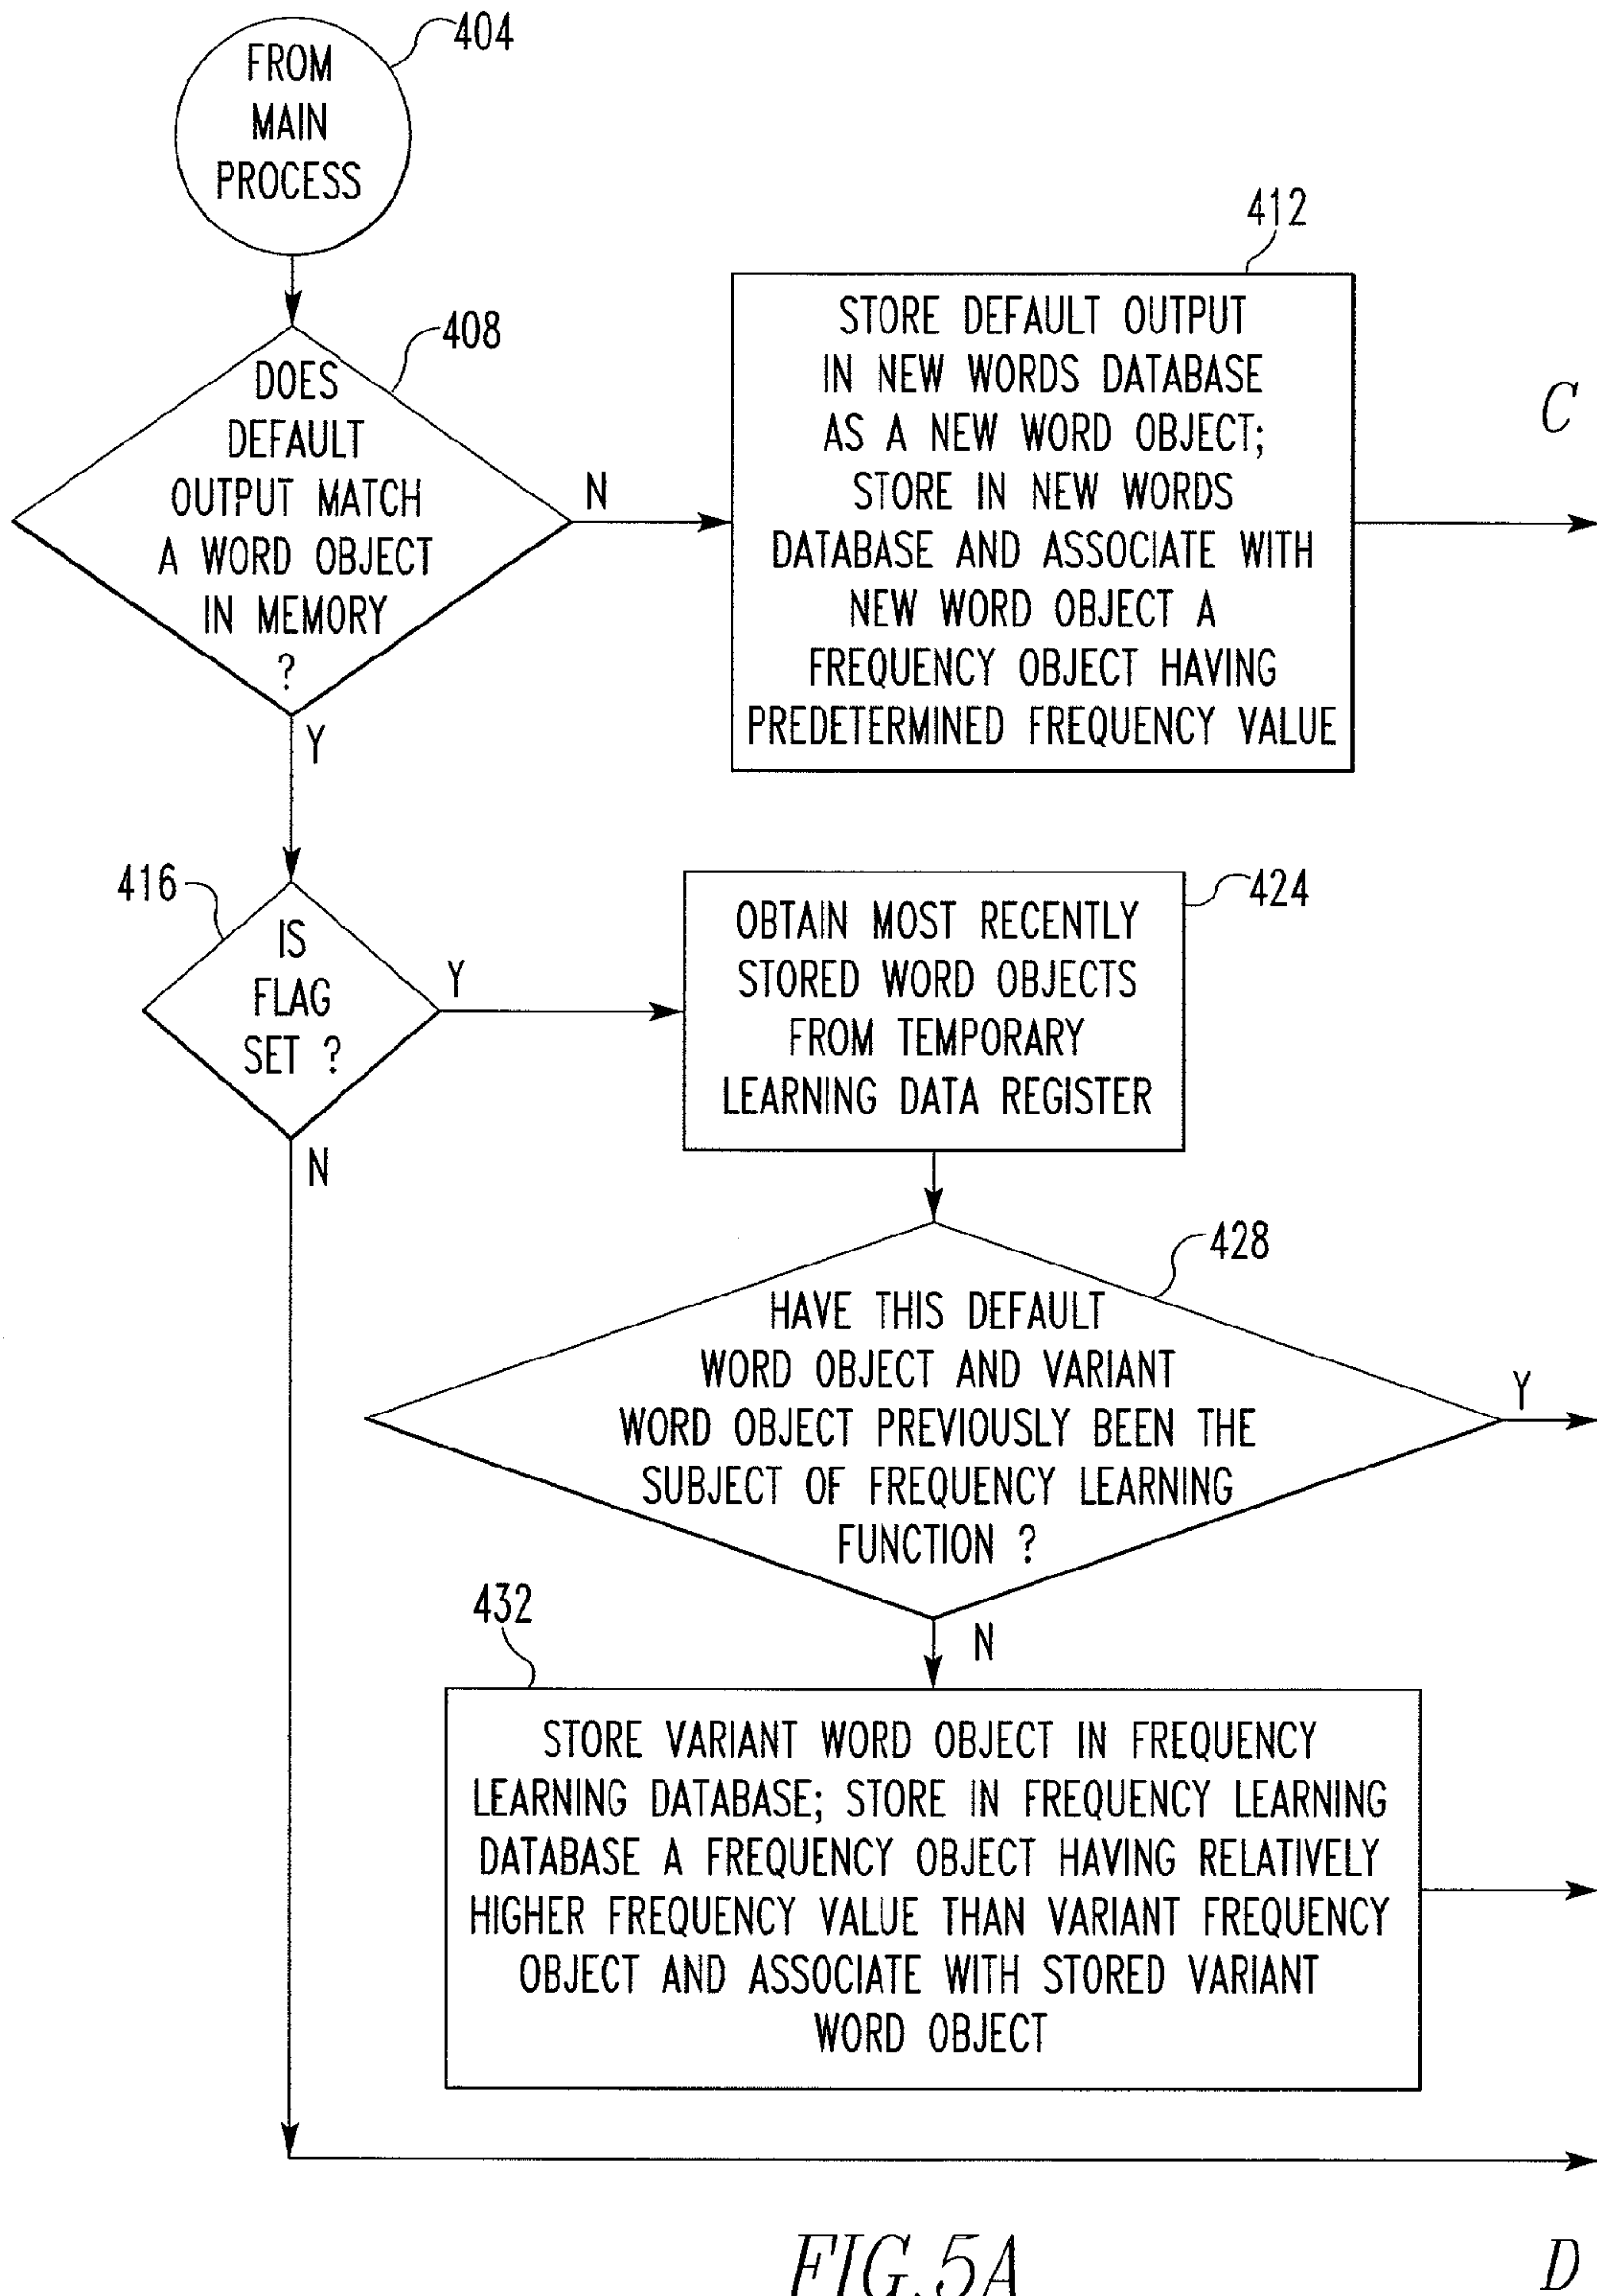 404
FROM
MAIN
PROCESS
408
DOES
DEFAULT
OUTPUT MATCH
A WORD OBJECT
IN MEMORY
?
N
Y
412
STORE DEFAULT OUTPUT
IN NEW WORDS DATABASE
AS A NEW WORD OBJECT;
STORE IN NEW WORDS
DATABASE AND ASSOCIATE WITH
NEW WORD OBJECT A
FREQUENCY OBJECT HAVING
PREDETERMINED FREQUENCY VALUE
C
416
IS
FLAG
SET ?
Y
N
424
OBTAIN MOST RECENTLY
STORED WORD OBJECTS
FROM TEMPORARY
LEARNING DATA REGISTER
428
HAVE THIS DEFAULT
WORD OBJECT AND VARIANT
WORD OBJECT PREVIOUSLY BEEN THE
SUBJECT OF FREQUENCY LEARNING
FUNCTION ?
Y
N
432
STORE VARIANT WORD OBJECT IN FREQUENCY
LEARNING DATABASE; STORE IN FREQUENCY LEARNING
DATABASE A FREQUENCY OBJECT HAVING RELATIVELY
HIGHER FREQUENCY VALUE THAN VARIANT FREQUENCY
OBJECT AND ASSOCIATE WITH STORED VARIANT
WORD OBJECT
FIG.5A
D